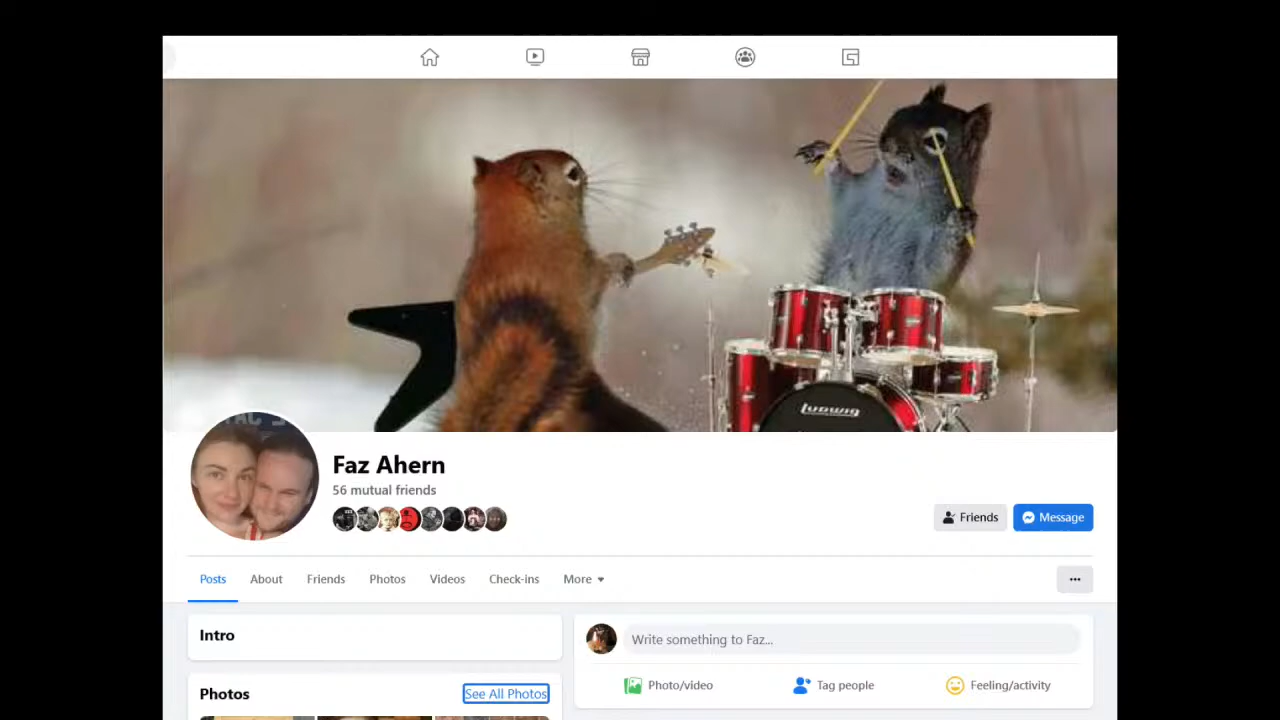 Ludwig
Faz Ahern
56 mutual friends
Friends
Message
Posts
About
Friends
Photos
Videos
Check-ins
More
Intro
Photos
See All Photos
Write something to Faz...
Photo/video
Tag people
Feeling/activity